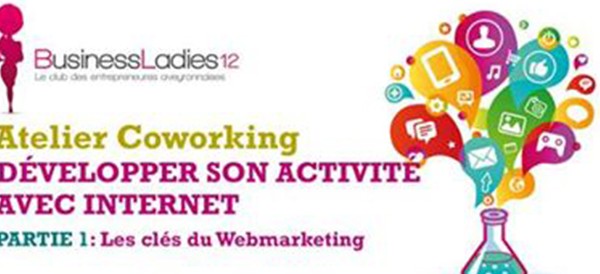 BusinessLadies12
Le club des entrepreneures aveyronnaises
Atelier Coworking
DÉVELOPPER SON ACTIVITÉ
AVEC INTERNET
PARTIE 1: Les clés du Webmarketing